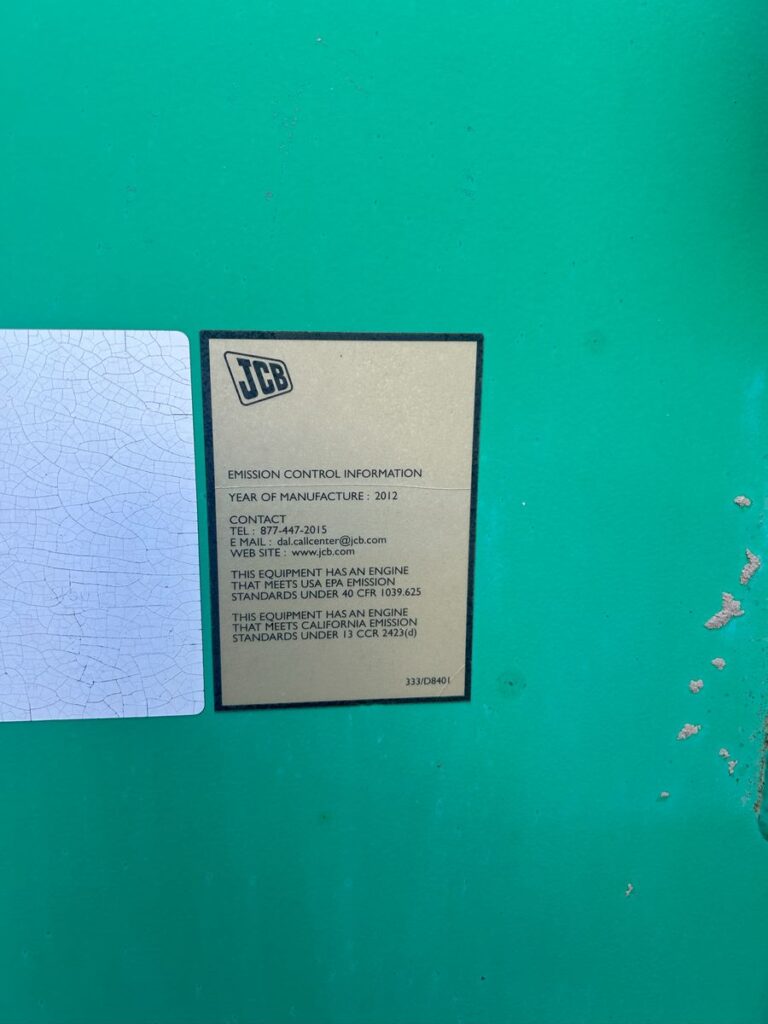 JCB
EMISSION CONTROL INFORMATION
YEAR OF MANUFACTURE : 2012
CONTACT
TEL : 877-447-2015
E MAIL : dal.callcenter@jcb.com
WEB SITE : www.jcb.com
THIS EQUIPMENT HAS AN ENGINE
THAT MEETS USA EPA EMISSION
STANDARDS UNDER 40 CFR 1039.625
THIS EQUIPMENT HAS AN ENGINE
THAT MEETS CALIFORNIA EMISSION
STANDARDS UNDER 13 CCR 2423(d)
333/D8401